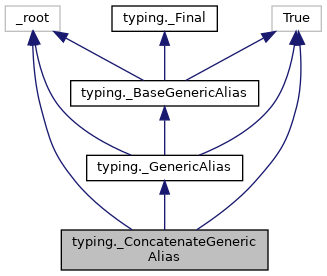 _root
typing._Final
True
typing._BaseGenericAlias
typing._GenericAlias
typing._ConcatenateGeneric
Alias